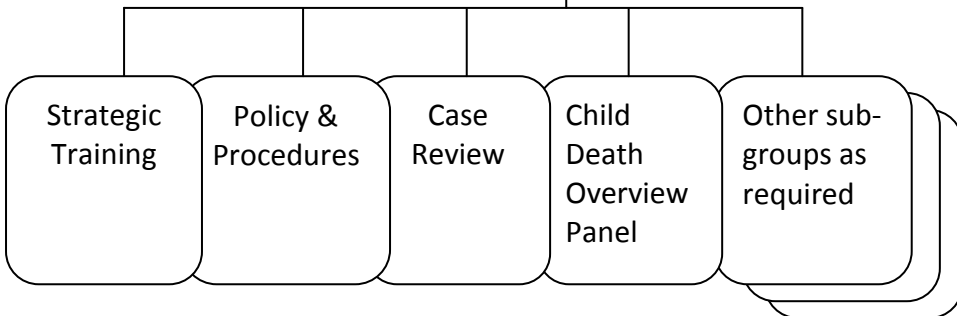 Strategic
Training
Policy &
Procedures
Case
Review
Child
Death
Overview
Panel
Other sub-
groups as
required